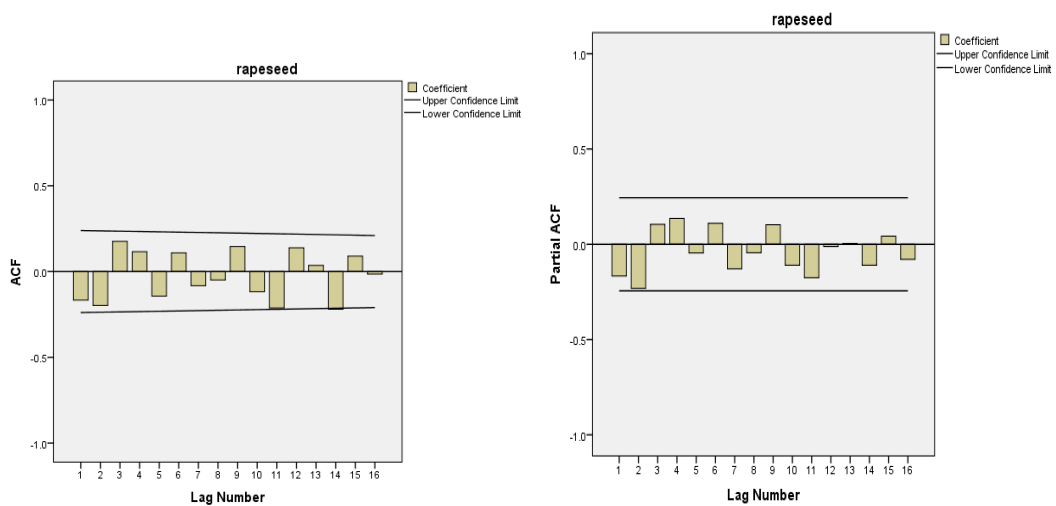 rapeseed
Coefficient
Upper Confidence Limit
Lower Confidence Limit
ACF
1.0
0.5
0.0
-0.5
-1.0
1 2 3 4 5 6 7 8 9 10 11 12 13 14 15 16
Lag Number
rapeseed
Coefficient
Upper Confidence Limit
Lower Confidence Limit
Partial ACF
1.0
0.5
0.0
-0.5
-1.0
1 2 3 4 5 6 7 8 9 10 11 12 13 14 15 16
Lag Number